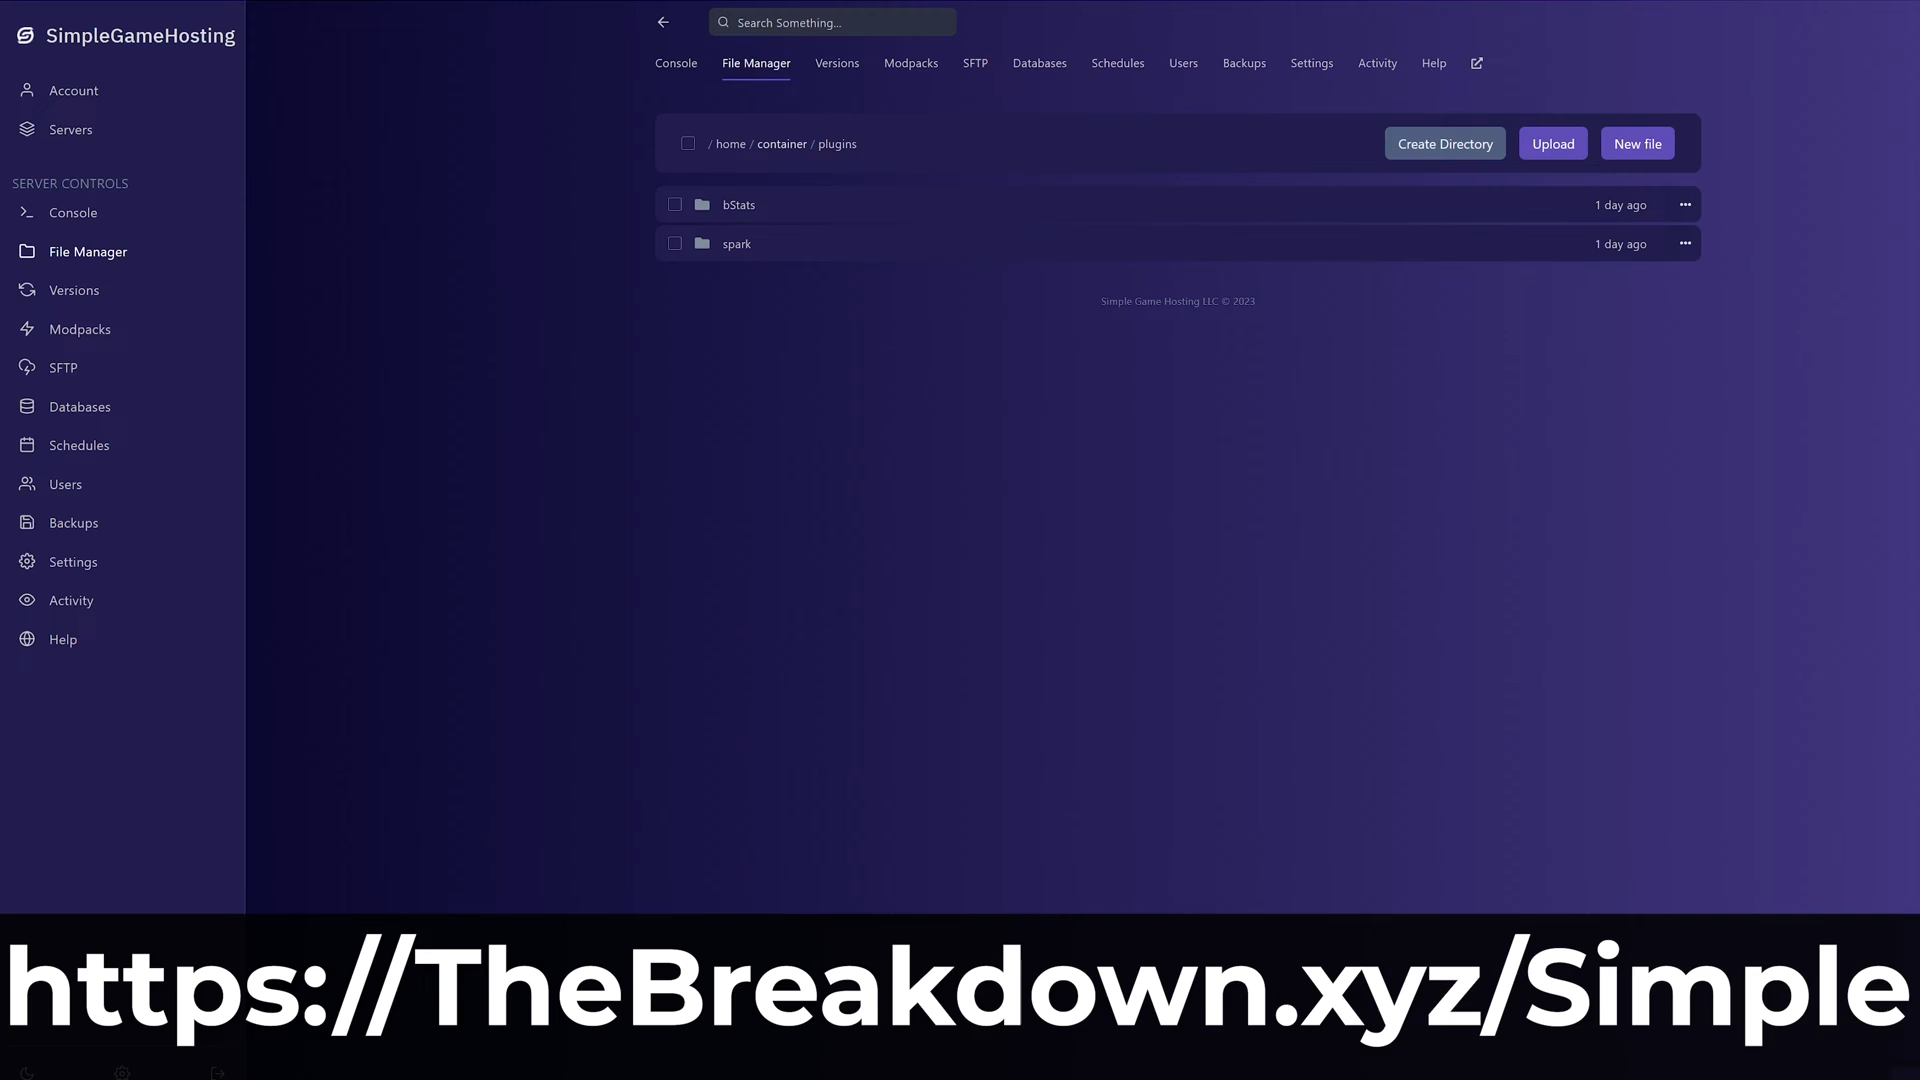 SimpleGameHosting
Account
Servers
SERVER CONTROLS
Console
File Manager
Versions
Modpacks
SFTP
Databases
Schedules
Users
Backups
Settings
Activity
Help
Search Something...
Console File Manager Versions Modpacks SFTP Databases Schedules Users Backups Settings Activity Help
/ home / container / plugins Create Directory Upload New file
bStats 1 day ago
spark 1 day ago
Simple Game Hosting LLC © 2023
https://TheBreakdown.xyz/Simple